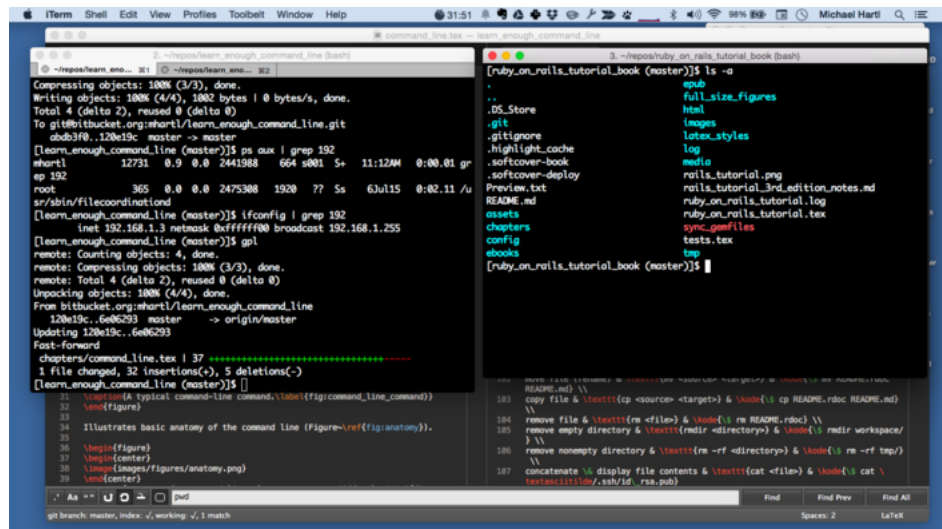 iTerm Shell Edit View Profiles Toolbelt Window Help 31:51 98% Michael Hartl
command_line.tex — learn_enough_command_line
2. ~/repos/learn_enough_command_line (bash)
~/repos/learn_eno... ⌘1 ~/repos/learn_eno... ⌘2
Compressing objects: 100% (3/3), done.
Writing objects: 100% (4/4), 1002 bytes | 0 bytes/s, done.
Total 4 (delta 2), reused 0 (delta 0)
To git@bitbucket.org:mhartl/learn_enough_command_line.git
abdb3f0..120e19c master -> master
[learn_enough_command_line (master)]$ ps aux | grep 192
mhartl 12731 0.9 0.0 2441988 664 s001 S+ 11:12AM 0:00.01 gr
ep 192
root 365 0.0 0.0 2475308 1920 ?? Ss 6Jul15 0:02.11 /u
sr/sbin/filecoordinationd
[learn_enough_command_line (master)]$ ifconfig | grep 192
inet 192.168.1.3 netmask 0xffffff00 broadcast 192.168.1.255
[learn_enough_command_line (master)]$ gpl
remote: Counting objects: 4, done.
remote: Compressing objects: 100% (3/3), done.
remote: Total 4 (delta 2), reused 0 (delta 0)
Unpacking objects: 100% (4/4), done.
From bitbucket.org:mhartl/learn_enough_command_line
120e19c..6e06293 master -> origin/master
Updating 120e19c..6e06293
Fast-forward
chapters/command_line.tex | 37 ++++++++++++++++++++++++++++++++-----
1 file changed, 32 insertions(+), 5 deletions(-)
[learn_enough_command_line (master)]$
3. ~/repos/ruby_on_rails_tutorial_book (bash)
[ruby_on_rails_tutorial_book (master)]$ ls -a
. epub
.. full_size_figures
.DS_Store html
.git images
.gitignore latex_styles
.highlight_cache log
.softcover-book media
.softcover-deploy rails_tutorial.png
Preview.txt rails_tutorial_3rd_edition_notes.md
README.md ruby_on_rails_tutorial.log
assets ruby_on_rails_tutorial.tex
chapters sync_gemfiles
config tests.tex
ebooks tmp
[ruby_on_rails_tutorial_book (master)]$
31 \caption{A typical command-line command.\label{fig:command_line_command}}
32 \end{figure}
33
34 Illustrates basic anatomy of the command line (Figure~\ref{fig:anatomy}).
35
36 \begin{figure}
37 \begin{center}
38 \image{images/figures/anatomy.png}
39 \end{center}
README.md} \\
103 copy file & \texttt{cp <source> <target>} & \kode{\$ cp README.rdoc README.md}
\\
104 remove file & \texttt{rm <file>} & \kode{\$ rm README.rdoc} \\
105 remove empty directory & \texttt{rmdir <directory>} & \kode{\$ rmdir workspace/
} \\
106 remove nonempty directory & \texttt{rm -rf <directory>} & \kode{\$ rm -rf tmp/}
\\
107 concatenate \& display file contents & \texttt{cat <file>} & \kode{\$ cat \
textasciitilde/.ssh/id\_rsa.pub}
.* Aa "" pwd Find Find Prev Find All
git branch: master, index: ✓, working: ✓, 1 match Spaces: 2 LaTeX